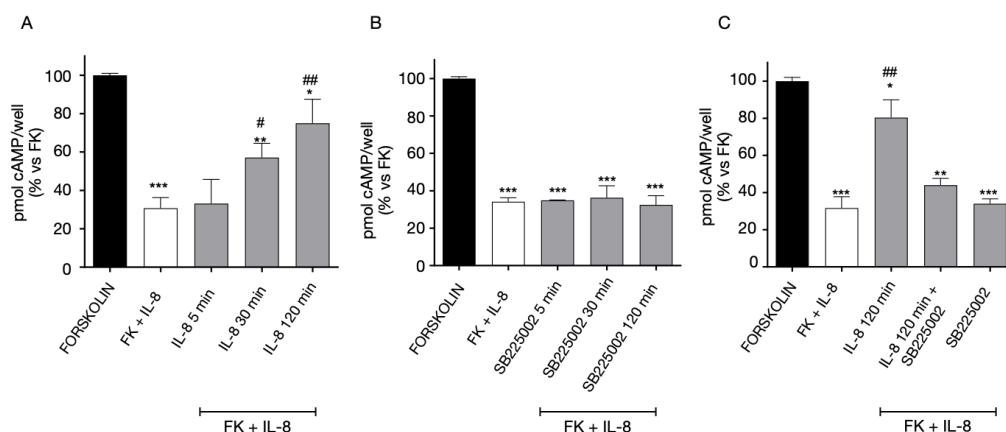 A
pmol cAMP/well
(% vs FK)
100
80
60
40
20
0
***
#
**
##
*
FORSKOLIN
FK + IL-8
IL-8 5 min
IL-8 30 min
IL-8 120 min
FK + IL-8
B
pmol cAMP/well
(% vs FK)
100
80
60
40
20
0
***
***
***
***
FORSKOLIN
FK + IL-8
SB225002 5 min
SB225002 30 min
SB225002 120 min
FK + IL-8
C
pmol cAMP/well
(% vs FK)
100
80
60
40
20
0
***
##
*
**
***
FORSKOLIN
FK + IL-8
IL-8 120 min
IL-8 120 min +
SB225002
SB225002
FK + IL-8